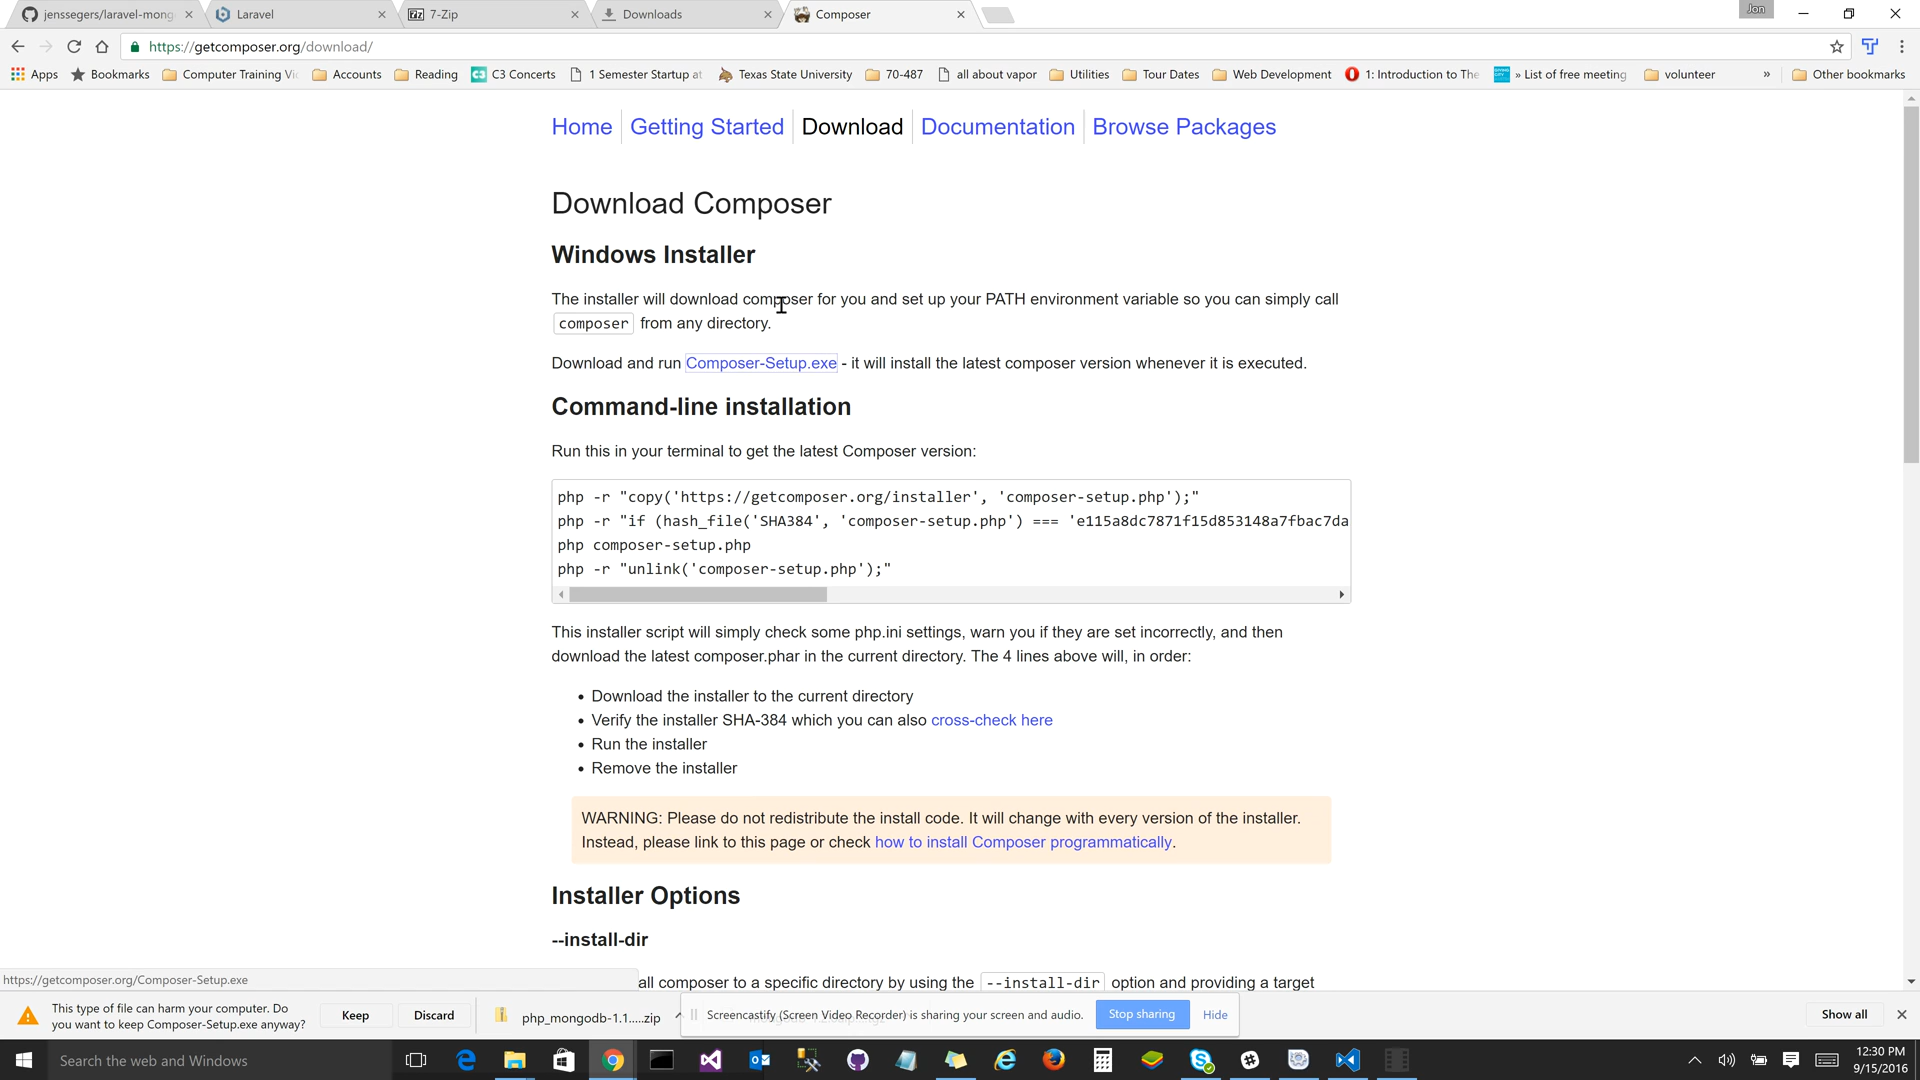 jenssegers/laravel-mong
Laravel
7-Zip
Downloads
Composer
Jon
https://getcomposer.org/download/
Apps
Bookmarks
Computer Training Vi
Accounts
Reading
C3 Concerts
1 Semester Startup at
Texas State University
70-487
all about vapor
Utilities
Tour Dates
Web Development
1: Introduction to The
» List of free meeting
volunteer
»
Other bookmarks
Home
Getting Started
Download
Documentation
Browse Packages
Download Composer
Windows Installer
The installer will download composer for you and set up your PATH environment variable so you can simply call
composer from any directory.
Download and run Composer-Setup.exe - it will install the latest composer version whenever it is executed.
Command-line installation
Run this in your terminal to get the latest Composer version:
php -r "copy('https://getcomposer.org/installer', 'composer-setup.php');"
php -r "if (hash_file('SHA384', 'composer-setup.php') === 'e115a8dc7871f15d853148a7fbac7da
php composer-setup.php
php -r "unlink('composer-setup.php');"
This installer script will simply check some php.ini settings, warn you if they are set incorrectly, and then
download the latest composer.phar in the current directory. The 4 lines above will, in order:
• Download the installer to the current directory
• Verify the installer SHA-384 which you can also cross-check here
• Run the installer
• Remove the installer
WARNING: Please do not redistribute the install code. It will change with every version of the installer.
Instead, please link to this page or check how to install Composer programmatically.
Installer Options
--install-dir
https://getcomposer.org/Composer-Setup.exe
all composer to a specific directory by using the --install-dir option and providing a target
This type of file can harm your computer. Do
you want to keep Composer-Setup.exe anyway?
Keep
Discard
php_mongodb-1.1.....zip
Screencastify (Screen Video Recorder) is sharing your screen and audio.
Stop sharing
Hide
Show all
Search the web and Windows
12:30 PM
9/15/2016